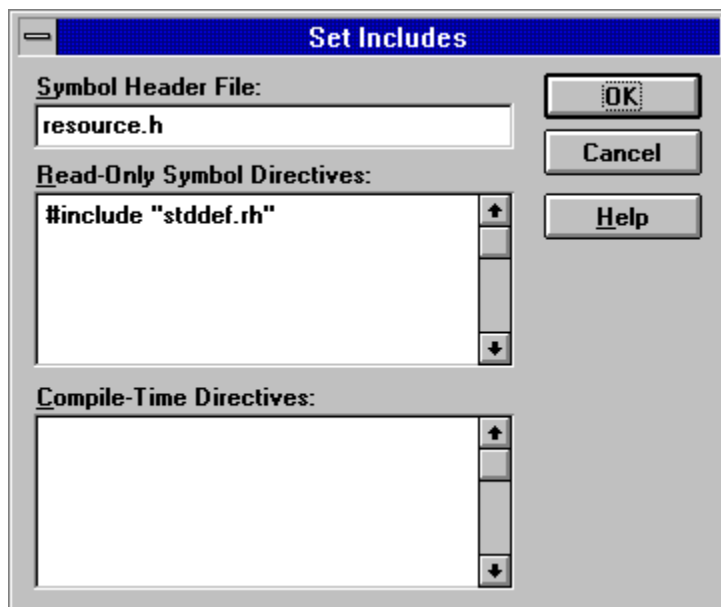 Set Includes
Symbol Header File:
resource.h
OK
Cancel
Read-Only Symbol Directives:
#include "stddef.rh"
Help
Compile-Time Directives: